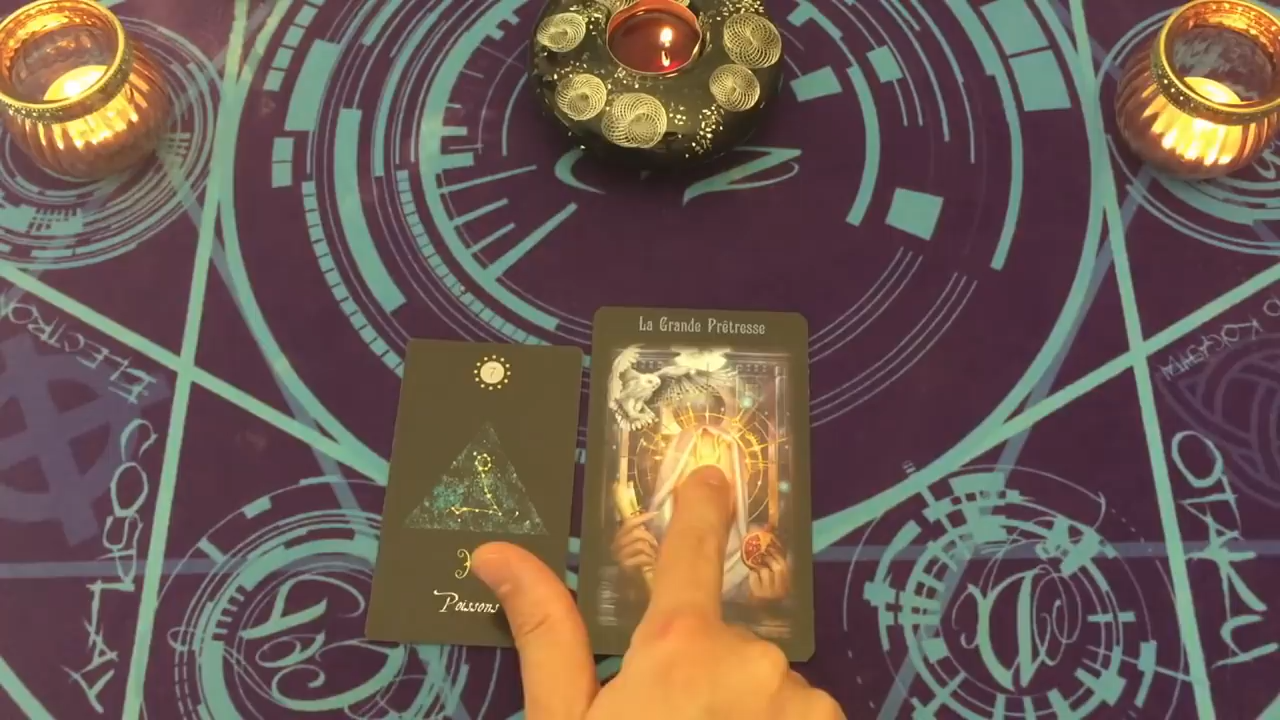 La Grande Prêtresse
7
Poissons
ELECTRO
COSPLAY
OTAKU